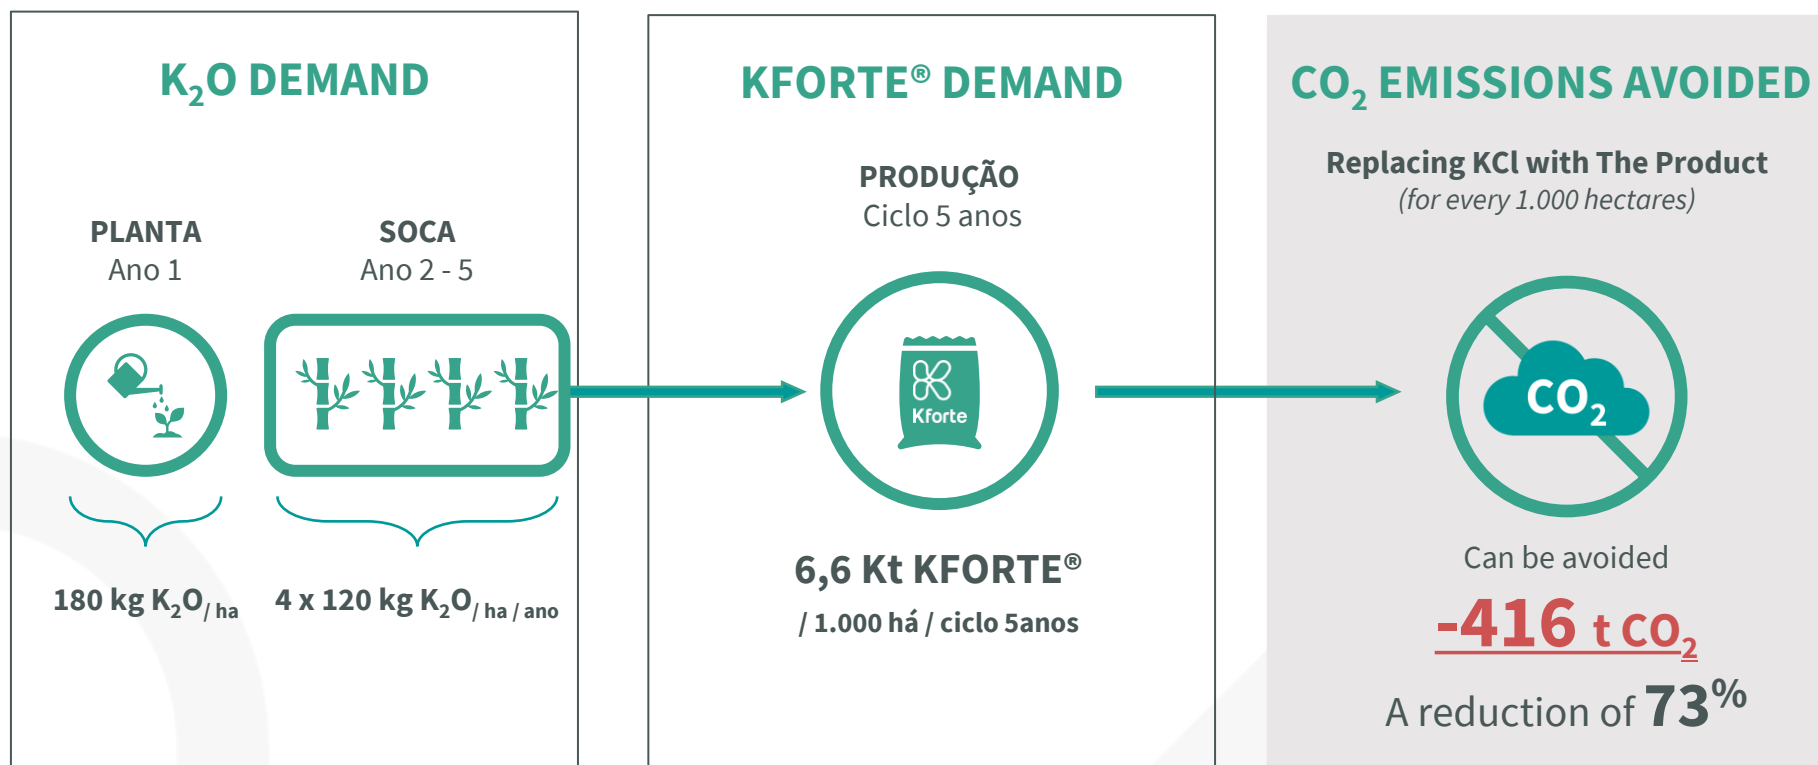 K₂O DEMAND
PLANTA
Ano 1
SOCA
Ano 2 - 5
180 kg K₂O/ ha
4 x 120 kg K₂O/ ha / ano
KFORTE® DEMAND
PRODUÇÃO
Ciclo 5 anos
Kforte
6,6 Kt KFORTE®
/ 1.000 há / ciclo 5anos
CO₂ EMISSIONS AVOIDED
Replacing KCl with The Product
(for every 1.000 hectares)
CO₂
Can be avoided
-416 t CO₂
A reduction of 73%